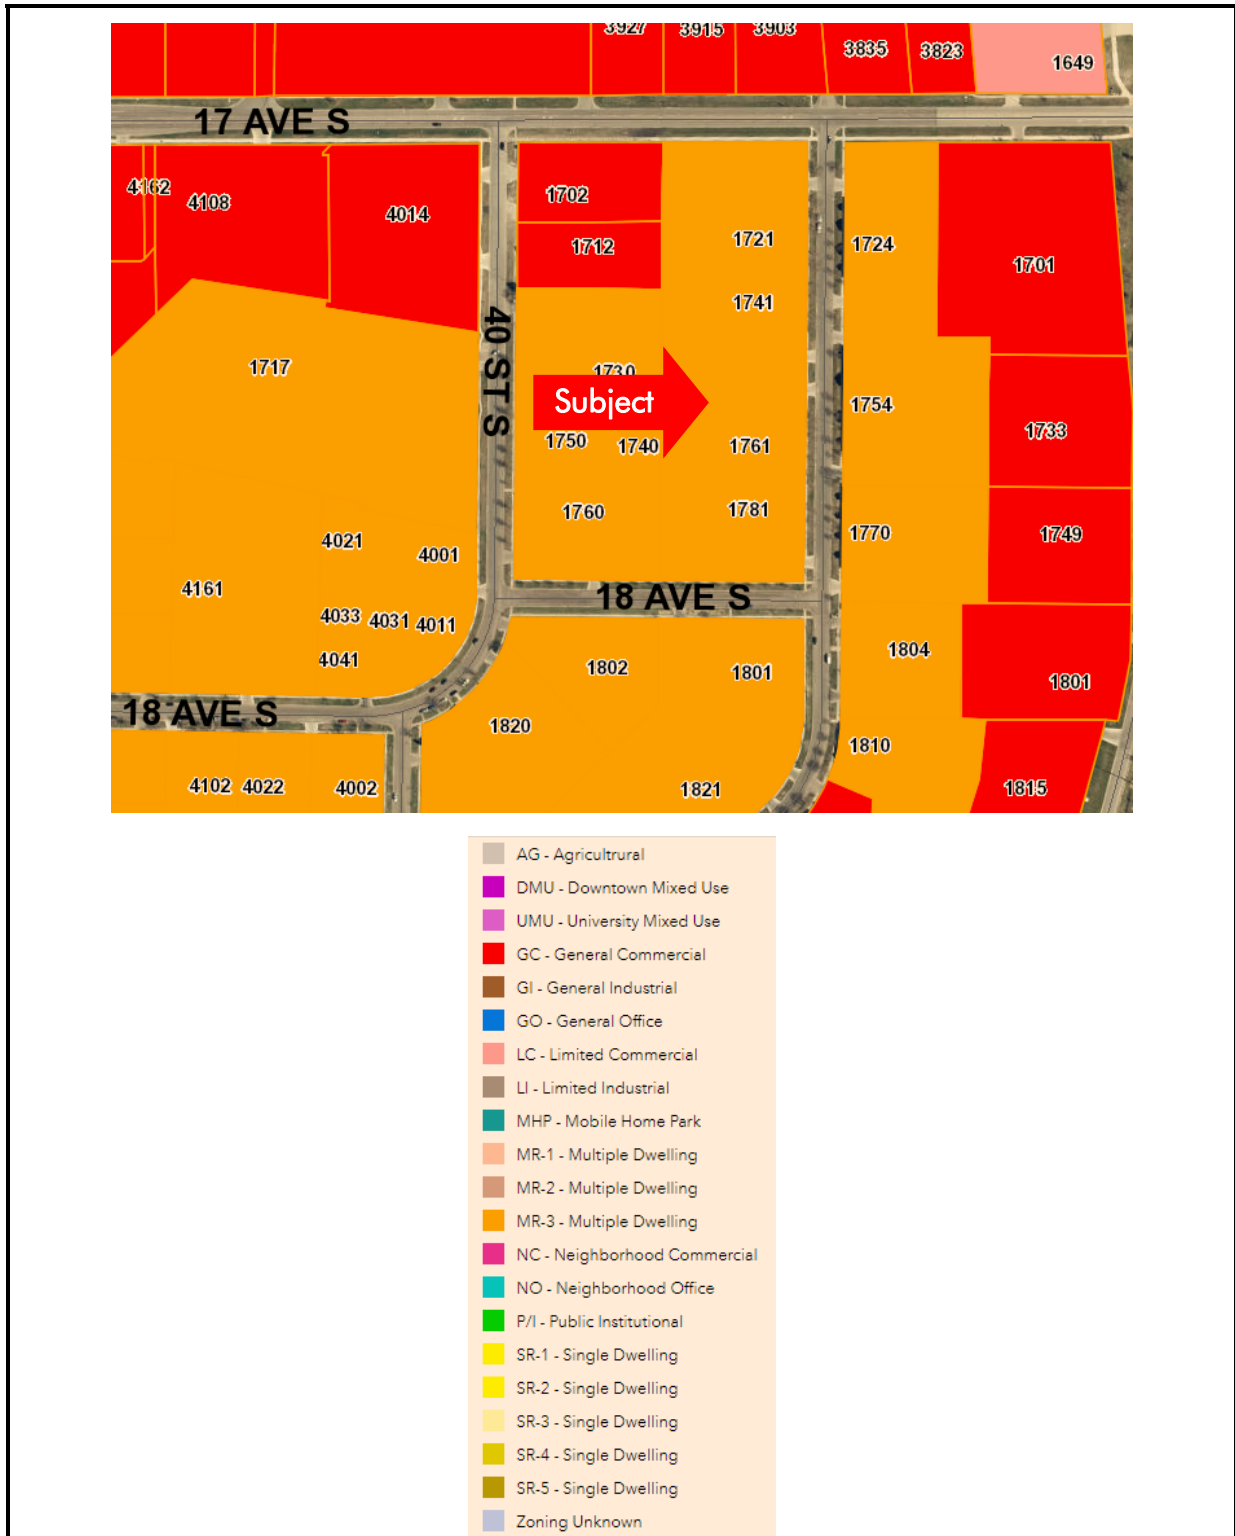 3927 3915 3903
3835 3823
1649
17 AVE S
4162
4108
4014
1702
1712
1721
1724
1701
1741
40 ST S
1717
1730
Subject
1754
1733
1750 1740 1761
1760
1781
1770
1749
4021
4001
4161
18 AVE S
4033 4031 4011
4041
1802
1801
1804
1801
18 AVE S
1820
1810
4102 4022 4002
1821
1815
AG - Agricultrural
DMU - Downtown Mixed Use
UMU - University Mixed Use
GC - General Commercial
GI - General Industrial
GO - General Office
LC - Limited Commercial
LI - Limited Industrial
MHP - Mobile Home Park
MR-1 - Multiple Dwelling
MR-2 - Multiple Dwelling
MR-3 - Multiple Dwelling
NC - Neighborhood Commercial
NO - Neighborhood Office
P/I - Public Institutional
SR-1 - Single Dwelling
SR-2 - Single Dwelling
SR-3 - Single Dwelling
SR-4 - Single Dwelling
SR-5 - Single Dwelling
Zoning Unknown